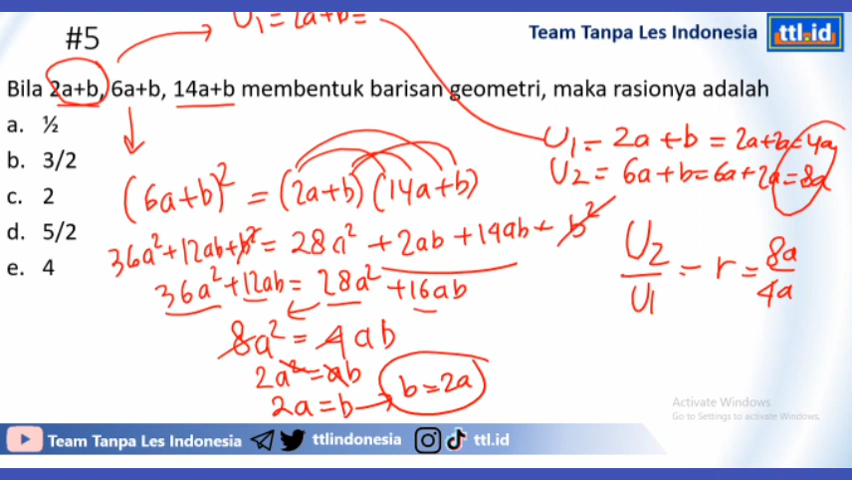 U₁ = 2a+b =
#5
Team Tanpa Les Indonesia
ttl.id
Bila 2a+b, 6a+b, 14a+b membentuk barisan geometri, maka rasionya adalah
a. ½
b. 3/2
c. 2
d. 5/2
e. 4
(6a+b)² = (2a+b)(14a+b)
36a²+12ab+b² = 28a² + 2ab + 14ab + b²
36a²+12ab = 28a² +16ab
8a² = 4ab
2a² = ab
2a = b → b = 2a
U₁ = 2a+b = 2a+2a = 4a
U₂ = 6a+b = 6a+2a = 8a
U₂/U₁ = r = 8a/4a
Activate Windows
Go to Settings to activate Windows.
Team Tanpa Les Indonesia
ttlindonesia
ttl.id